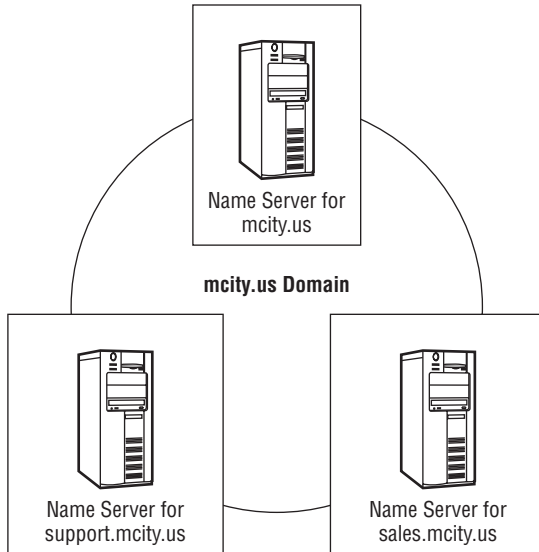 Name Server for
mcity.us
mcity.us Domain
Name Server for
support.mcity.us
Name Server for
sales.mcity.us